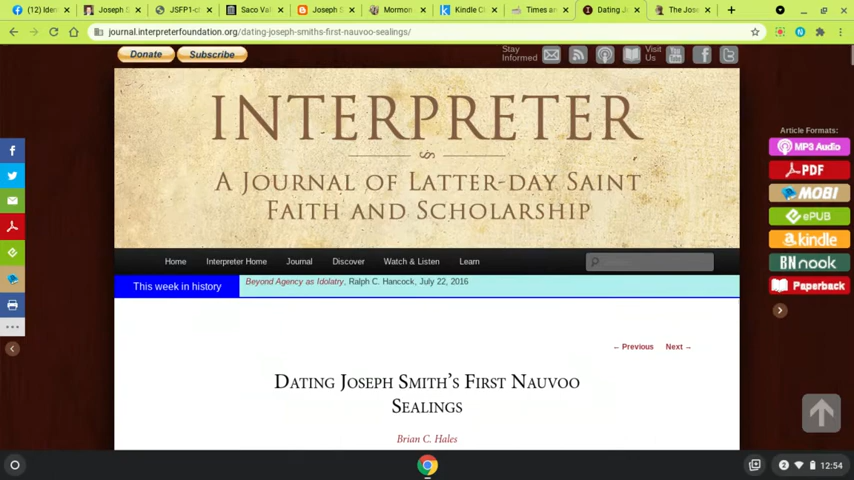 (2) Iden
Joseph S
JSFP1-cl
Saco Val
Joseph S
Mormon
Kindle C
Times an
Dating J
The Jose
journal.interpreterfoundation.org/dating-joseph-smiths-first-nauvoo-sealings/
Donate
Subscribe
Stay Informed
Visit Us
Article Formats:
INTERPRETER
A Journal of Latter-day Saint
Faith and Scholarship
MP3 Audio
PDF
MOBI
ePUB
kindle
BN nook
Paperback
Home Interpreter Home Journal Discover Watch & Listen Learn
This week in history
Beyond Agency as Idolatry, Ralph C. Hancock, July 22, 2016
← Previous Next →
Dating Joseph Smith's First Nauvoo
Sealings
Brian C. Hales
2
12:54